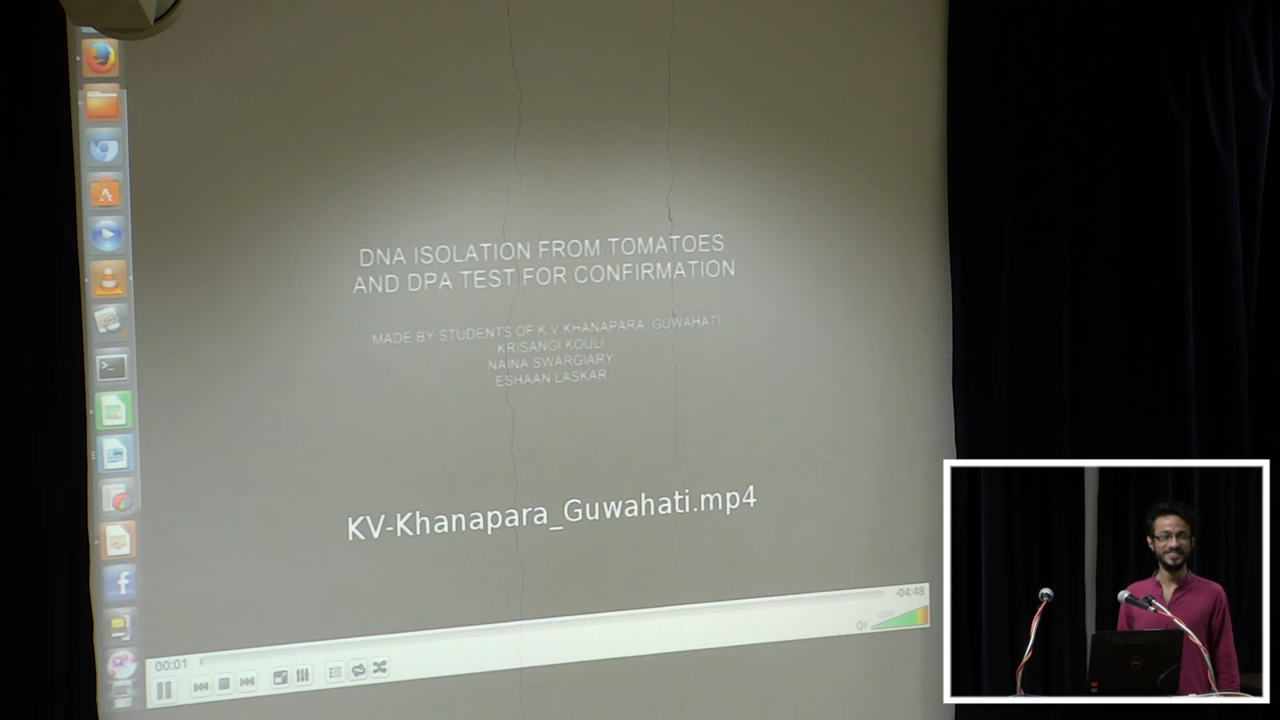 DNA ISOLATION FROM TOMATOES
AND DPA TEST FOR CONFIRMATION
MADE BY STUDENTS OF K V KHANAPARA, GUWAHATI
KRISANGI KOULI
NAINA SWARGIARY
ESHAAN LASKAR
KV-Khanapara_Guwahati.mp4
-04:48
00:01